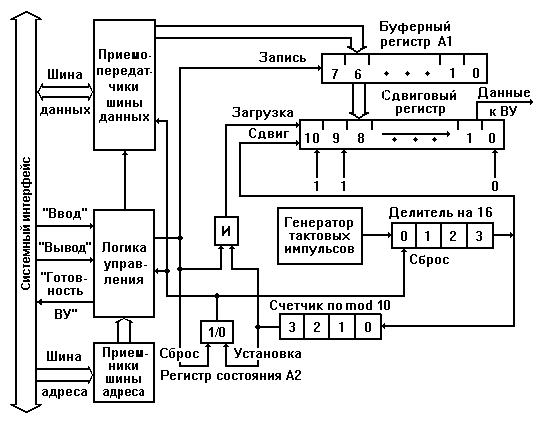 Буферный
регистр А1
Приемо-
передат-
чики
шины
данных
Запись
7 6 • • • 1 0
Шина
данных
Сдвиговый
регистр
Данные
к ВУ
Загрузка
Сдвиг
10 9 8 • • • 1 0
1 1 0
Системный интерфейс
"Ввод"
"Вывод"
"Готов-
ность
ВУ"
Логика
управ-
ления
И
Генератор
тактовых
импульсов
Делитель на 16
0 1 2 3
Сброс
Счетчик по mod 10
3 2 1 0
1/0
Сброс
Установка
Регистр состояния А2
Шина
адреса
Прием-
ники
шины
адреса